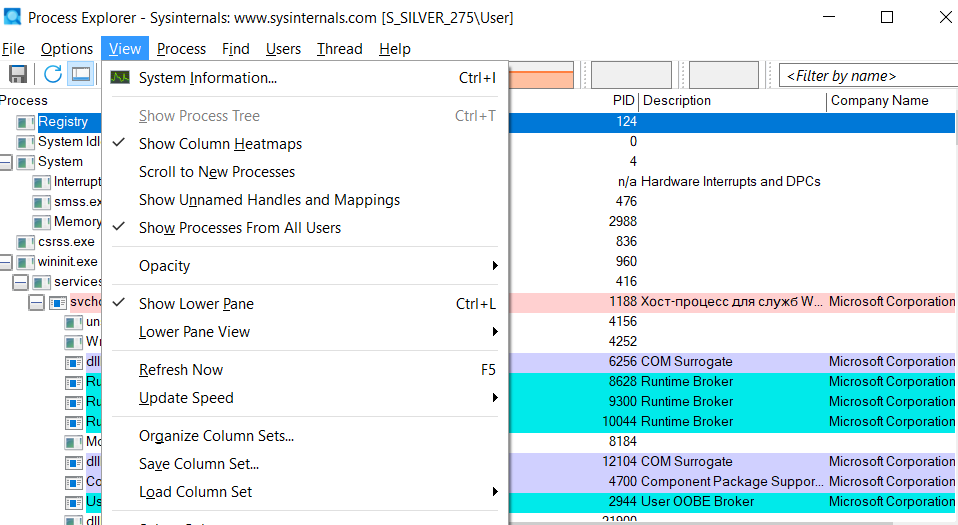 Process Explorer - Sysinternals: www.sysinternals.com [S_SILVER_275\User]
File Options View Process Find Users Thread Help
<Filter by name>
System Information... Ctrl+I
Show Process Tree Ctrl+T
Show Column Heatmaps
Scroll to New Processes
Show Unnamed Handles and Mappings
Show Processes From All Users
Opacity
Show Lower Pane Ctrl+L
Lower Pane View
Refresh Now F5
Update Speed
Organize Column Sets...
Save Column Set...
Load Column Set
Process PID Description Company Name
Registry 124
System Idl 0
System 4
Interrupt n/a Hardware Interrupts and DPCs
smss.ex 476
Memory 2988
csrss.exe 836
wininit.exe 960
services 416
svch 1188 Хост-процесс для служб W... Microsoft Corporation
un 4156
W 4252
dll 6256 COM Surrogate Microsoft Corporation
Ru 8628 Runtime Broker Microsoft Corporation
Ru 9300 Runtime Broker Microsoft Corporation
Ru 10044 Runtime Broker Microsoft Corporation
Mo 8184
dll 12104 COM Surrogate Microsoft Corporation
Co 4700 Component Package Suppor... Microsoft Corporation
Us 2944 User OOBE Broker Microsoft Corporation
dll 21900